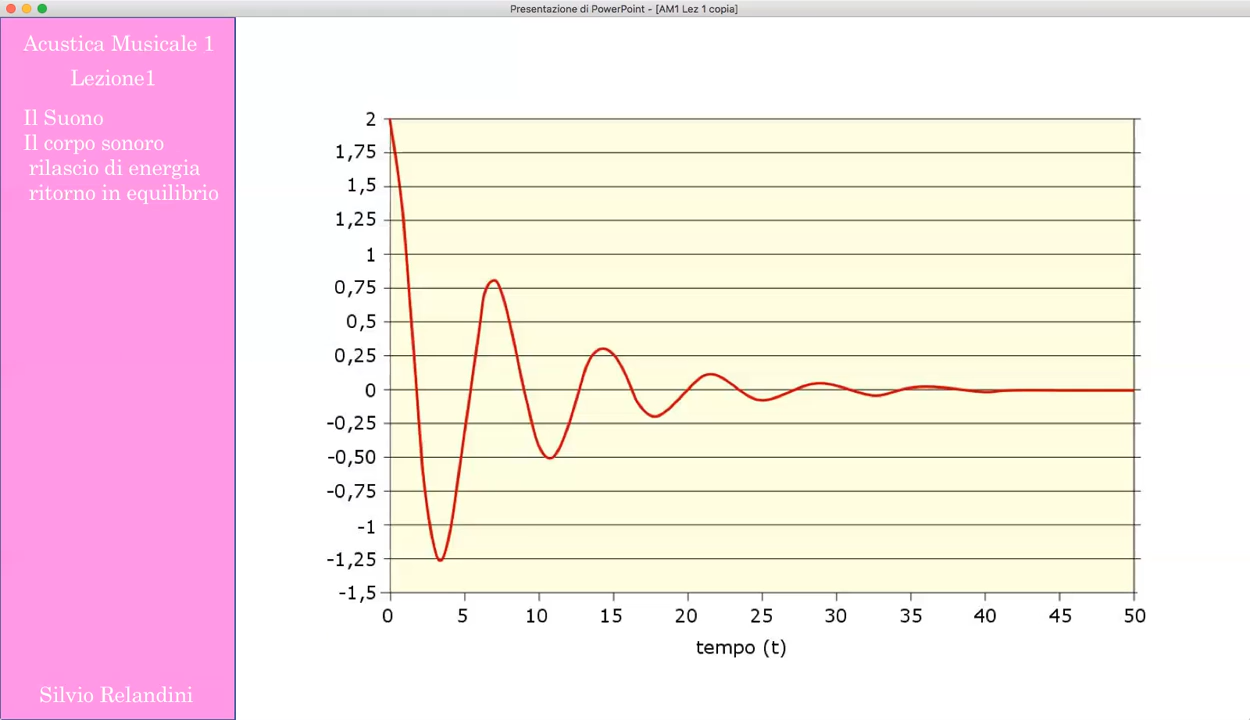 Presentazione di PowerPoint - [AM1 Lez 1 copia]
Acustica Musicale 1
Lezione1
Il Suono
Il corpo sonoro
rilascio di energia
ritorno in equilibrio
Silvio Relandini
2
1,75
1,5
1,25
1
0,75
0,5
0,25
0
-0,25
-0,50
-0,75
-1
-1,25
-1,5
0 5 10 15 20 25 30 35 40 45 50
tempo (t)